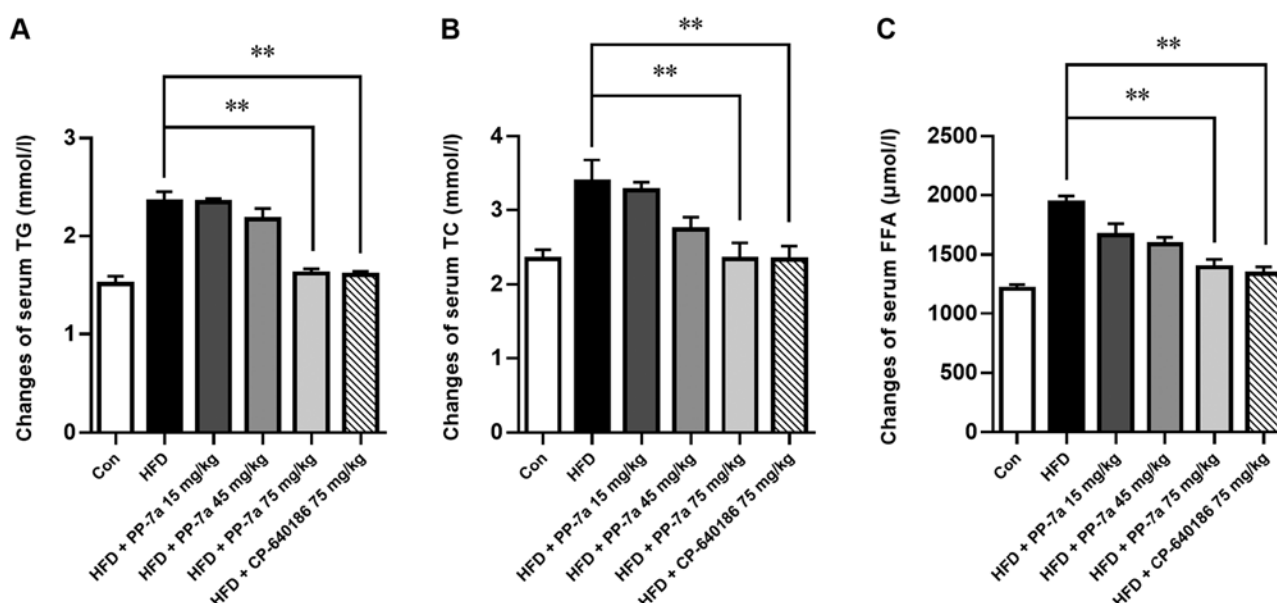 A
Changes of serum TG (mmol/l)
3
2
1
0
**
**
Con
HFD
HFD + PP-7a 15 mg/kg
HFD + PP-7a 45 mg/kg
HFD + PP-7a 75 mg/kg
HFD + CP-640186 75 mg/kg
B
Changes of serum TC (mmol/l)
4
3
2
1
0
**
**
Con
HFD
HFD + PP-7a 15 mg/kg
HFD + PP-7a 45 mg/kg
HFD + PP-7a 75 mg/kg
HFD + CP-640186 75 mg/kg
C
Changes of serum FFA (μmol/l)
2500
2000
1500
1000
500
0
**
**
Con
HFD
HFD + PP-7a 15 mg/kg
HFD + PP-7a 45 mg/kg
HFD + PP-7a 75 mg/kg
HFD + CP-640186 75 mg/kg